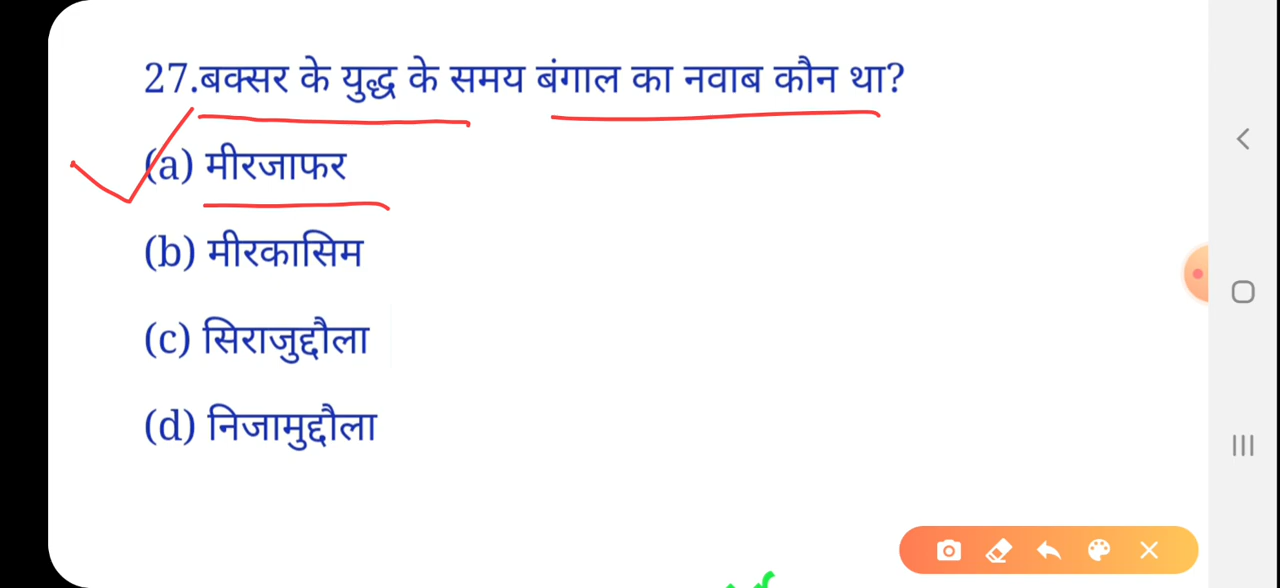 27.बक्सर के युद्ध के समय बंगाल का नवाब कौन था?
(a) मीरजाफर
(b) मीरकासिम
(c) सिराजुद्दौला
(d) निजामुद्दौला